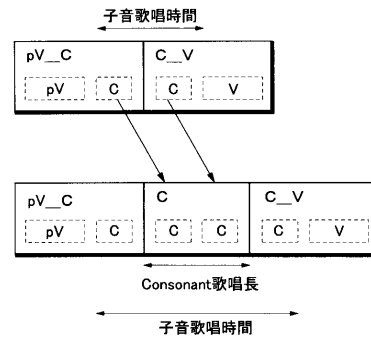 子音歌唱時間
pV__C C__V
pV C C V
pV__C C C__V
pV C C C C V
Consonant歌唱長
子音歌唱時間